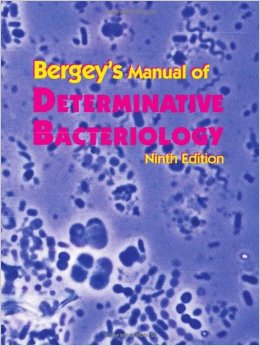 Bergey's Manual of
DETERMINATIVE
BACTERIOLOGY
Ninth Edition